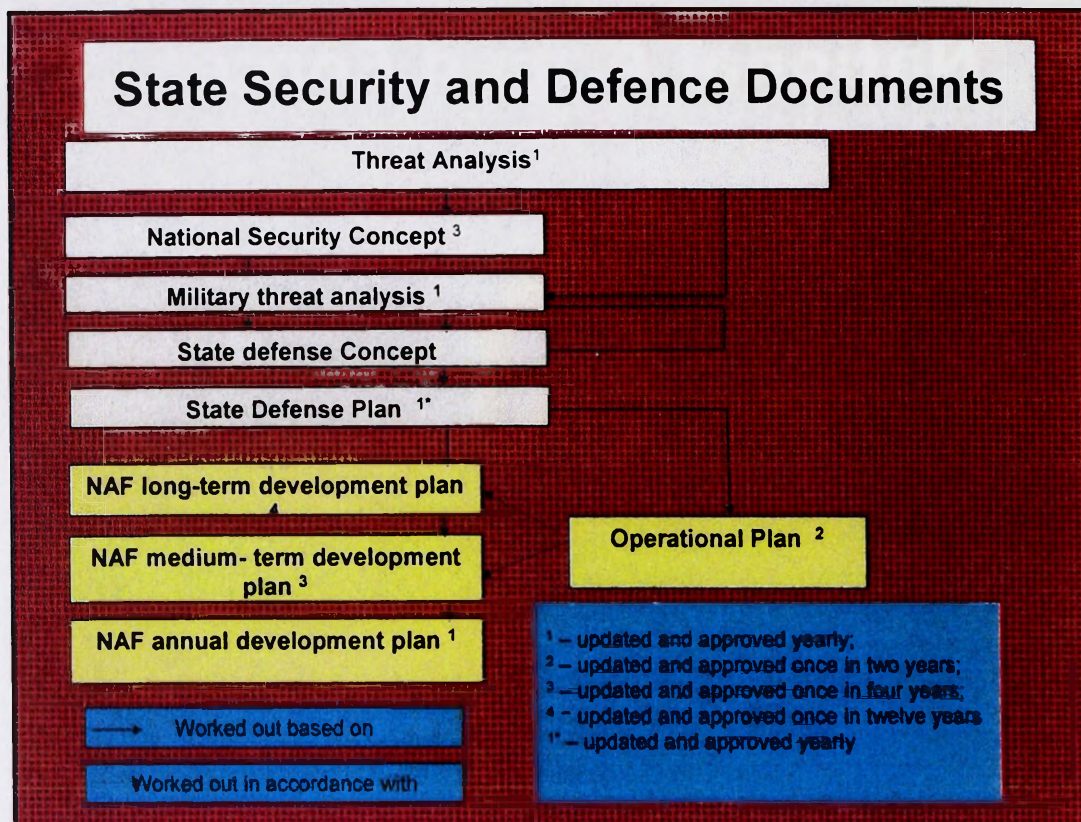 State Security and Defence Documents
Threat Analysis¹
National Security Concept ³
Military threat analysis ¹
State defense Concept
State Defense Plan ¹*
NAF long-term development plan
4
NAF medium- term development
plan ³
NAF annual development plan ¹
Operational Plan ²
¹ – updated and approved yearly;
² – updated and approved once in two years;
³ – updated and approved once in four years;
⁴ – updated and approved once in twelve years
¹* – updated and approved yearly
Worked out based on
Worked out in accordance with